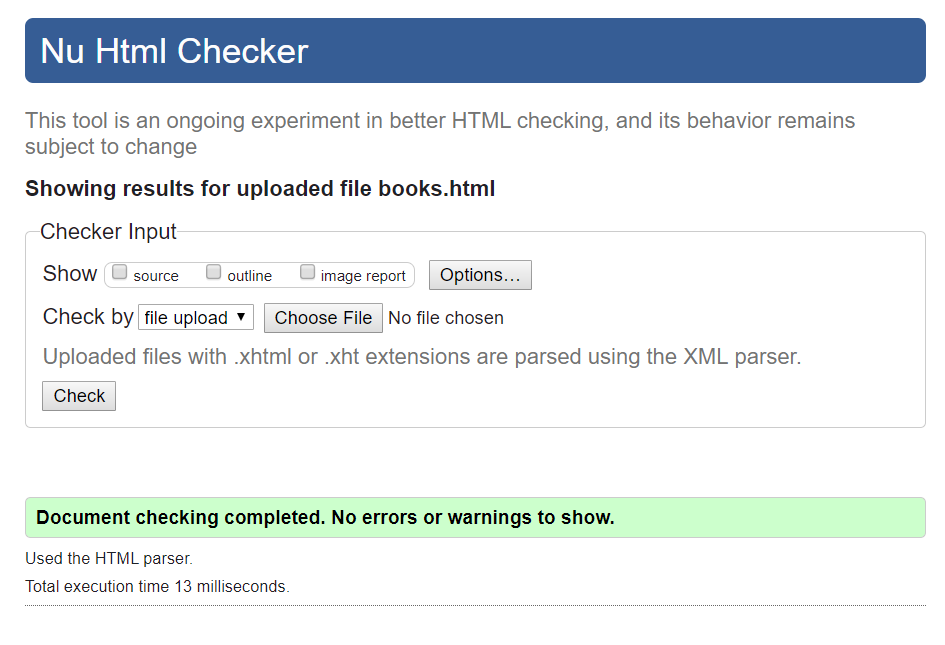 Nu Html Checker
This tool is an ongoing experiment in better HTML checking, and its behavior remains
subject to change
Showing results for uploaded file books.html
Checker Input
Show source outline image report Options...
Check by file upload ▼ Choose File No file chosen
Uploaded files with .xhtml or .xht extensions are parsed using the XML parser.
Check
Document checking completed. No errors or warnings to show.
Used the HTML parser.
Total execution time 13 milliseconds.